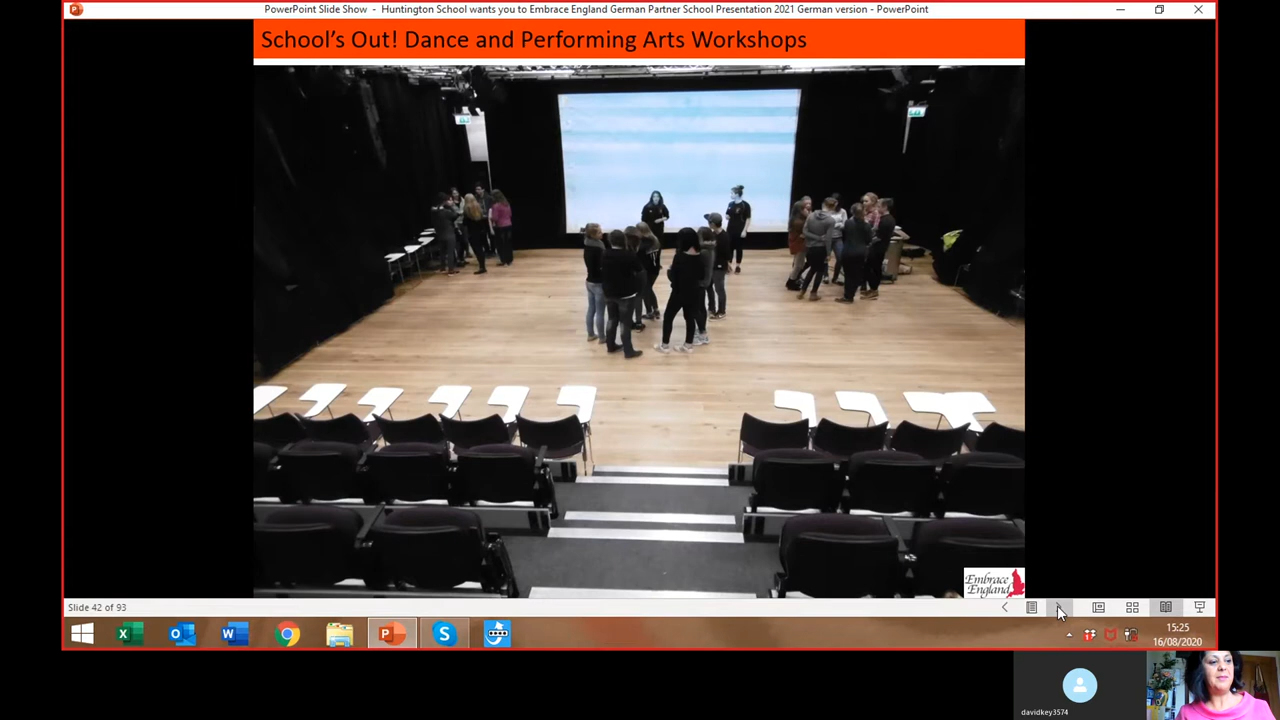 PowerPoint Slide Show - Huntington School wants you to Embrace England German Partner School Presentation 2021 German version - PowerPoint
School's Out! Dance and Performing Arts Workshops
Embrace
England
Slide 42 of 93
15:25
16/08/2020
davidkey3574